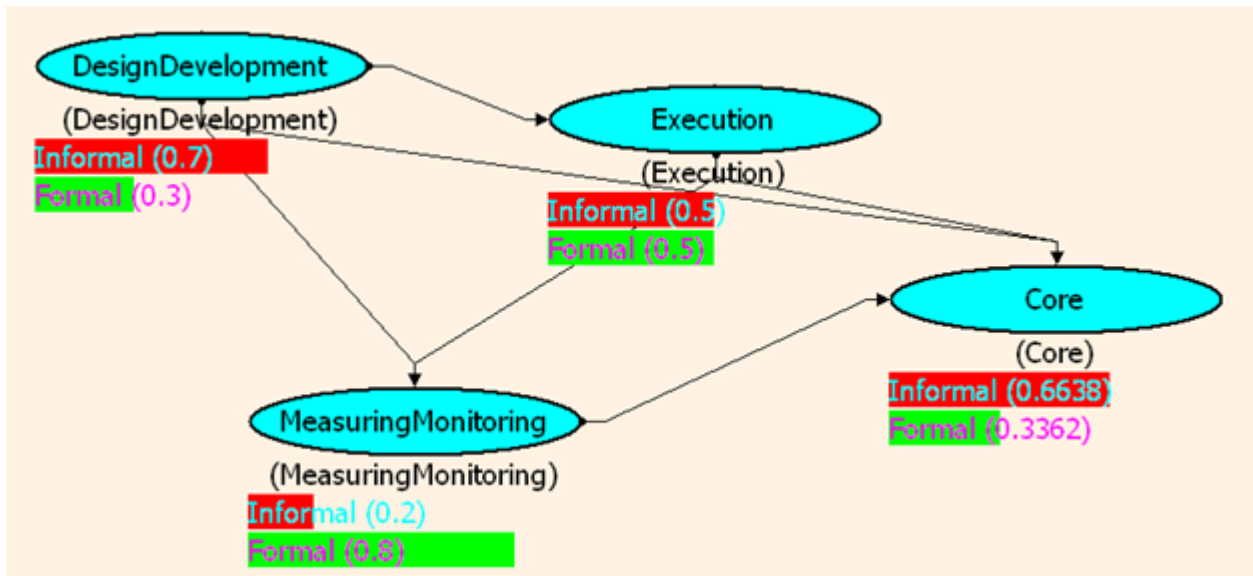 DesignDevelopment
(DesignDevelopment)
Informal (0.7)
Formal (0.3)
Execution
(Execution)
Informal (0.5)
Formal (0.5)
Core
(Core)
Informal (0.6638)
Formal (0.3362)
MeasuringMonitoring
(MeasuringMonitoring)
Informal (0.2)
Formal (0.8)